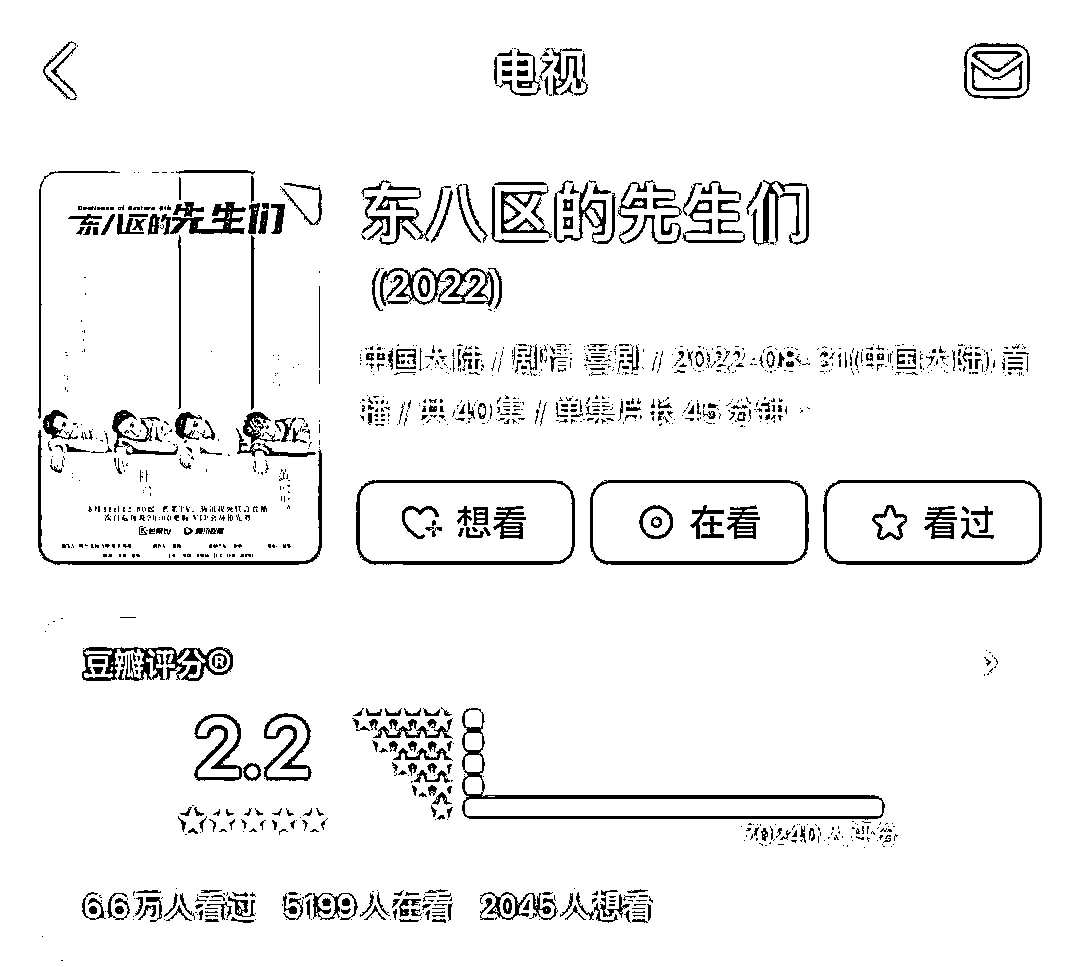 电视
东八区的先生们
东八区的先生们
(2022)
中国大陆 / 剧情 喜剧 / 2022-08-31(中国大陆) 首
播 / 共40集 / 单集片长 45分钟
想看
在看
看过
豆瓣评分®
2.2
人评分
6.6万人看过 5199人在看 2045人想看